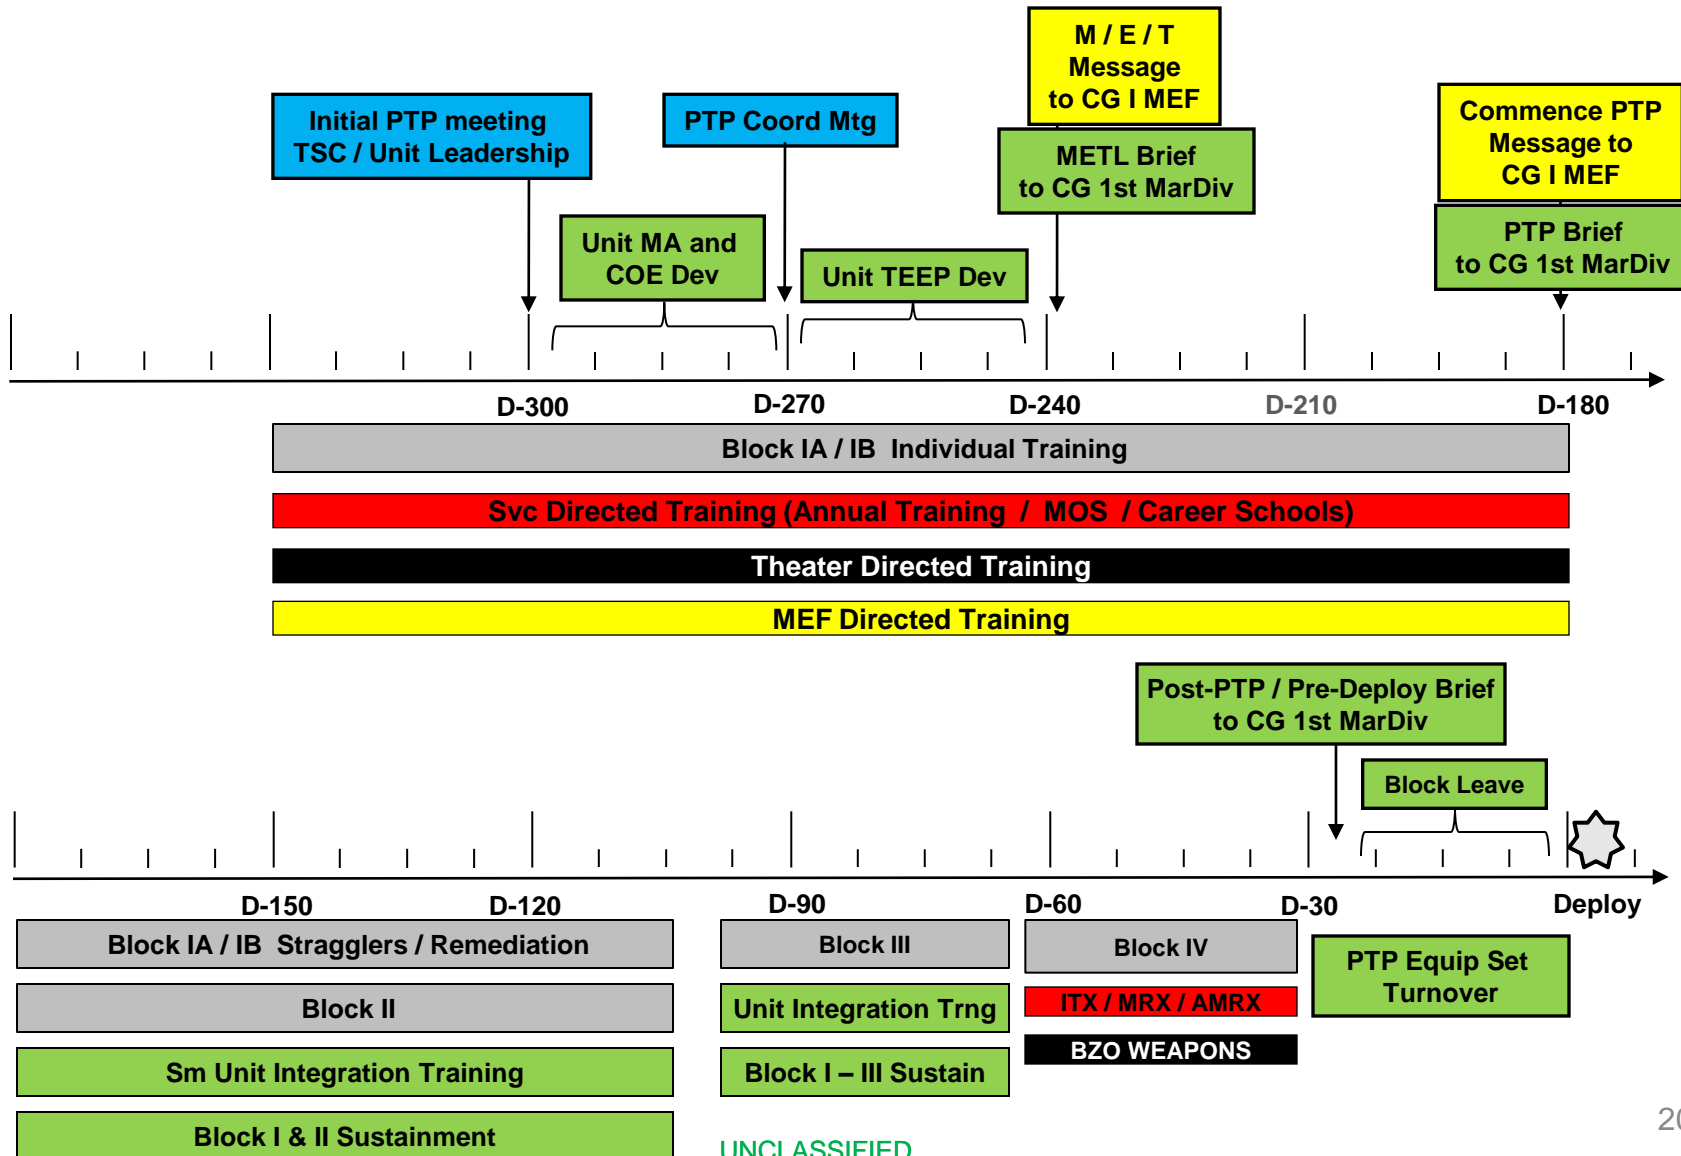 M / E / T
Message
to CG I MEF
Initial PTP meeting
TSC / Unit Leadership
PTP Coord Mtg
METL Brief
to CG 1st MarDiv
Commence PTP
Message to
CG I MEF
Unit MA and
COE Dev
Unit TEEP Dev
PTP Brief
to CG 1st MarDiv
D-300
D-270
D-240
D-210
D-180
Block IA / IB  Individual Training
Svc Directed Training (Annual Training  /  MOS  / Career Schools)
Theater Directed Training
MEF Directed Training
Post-PTP / Pre-Deploy Brief
to CG 1st MarDiv
Block Leave
D-150
D-120
D-90
D-60
D-30
Deploy
Block IA / IB  Stragglers / Remediation
Block III
Block IV
PTP Equip Set
Turnover
Block II
Unit Integration Trng
ITX / MRX / AMRX
Sm Unit Integration Training
Block I – III Sustain
BZO WEAPONS
Block I & II Sustainment
UNCLASSIFIED